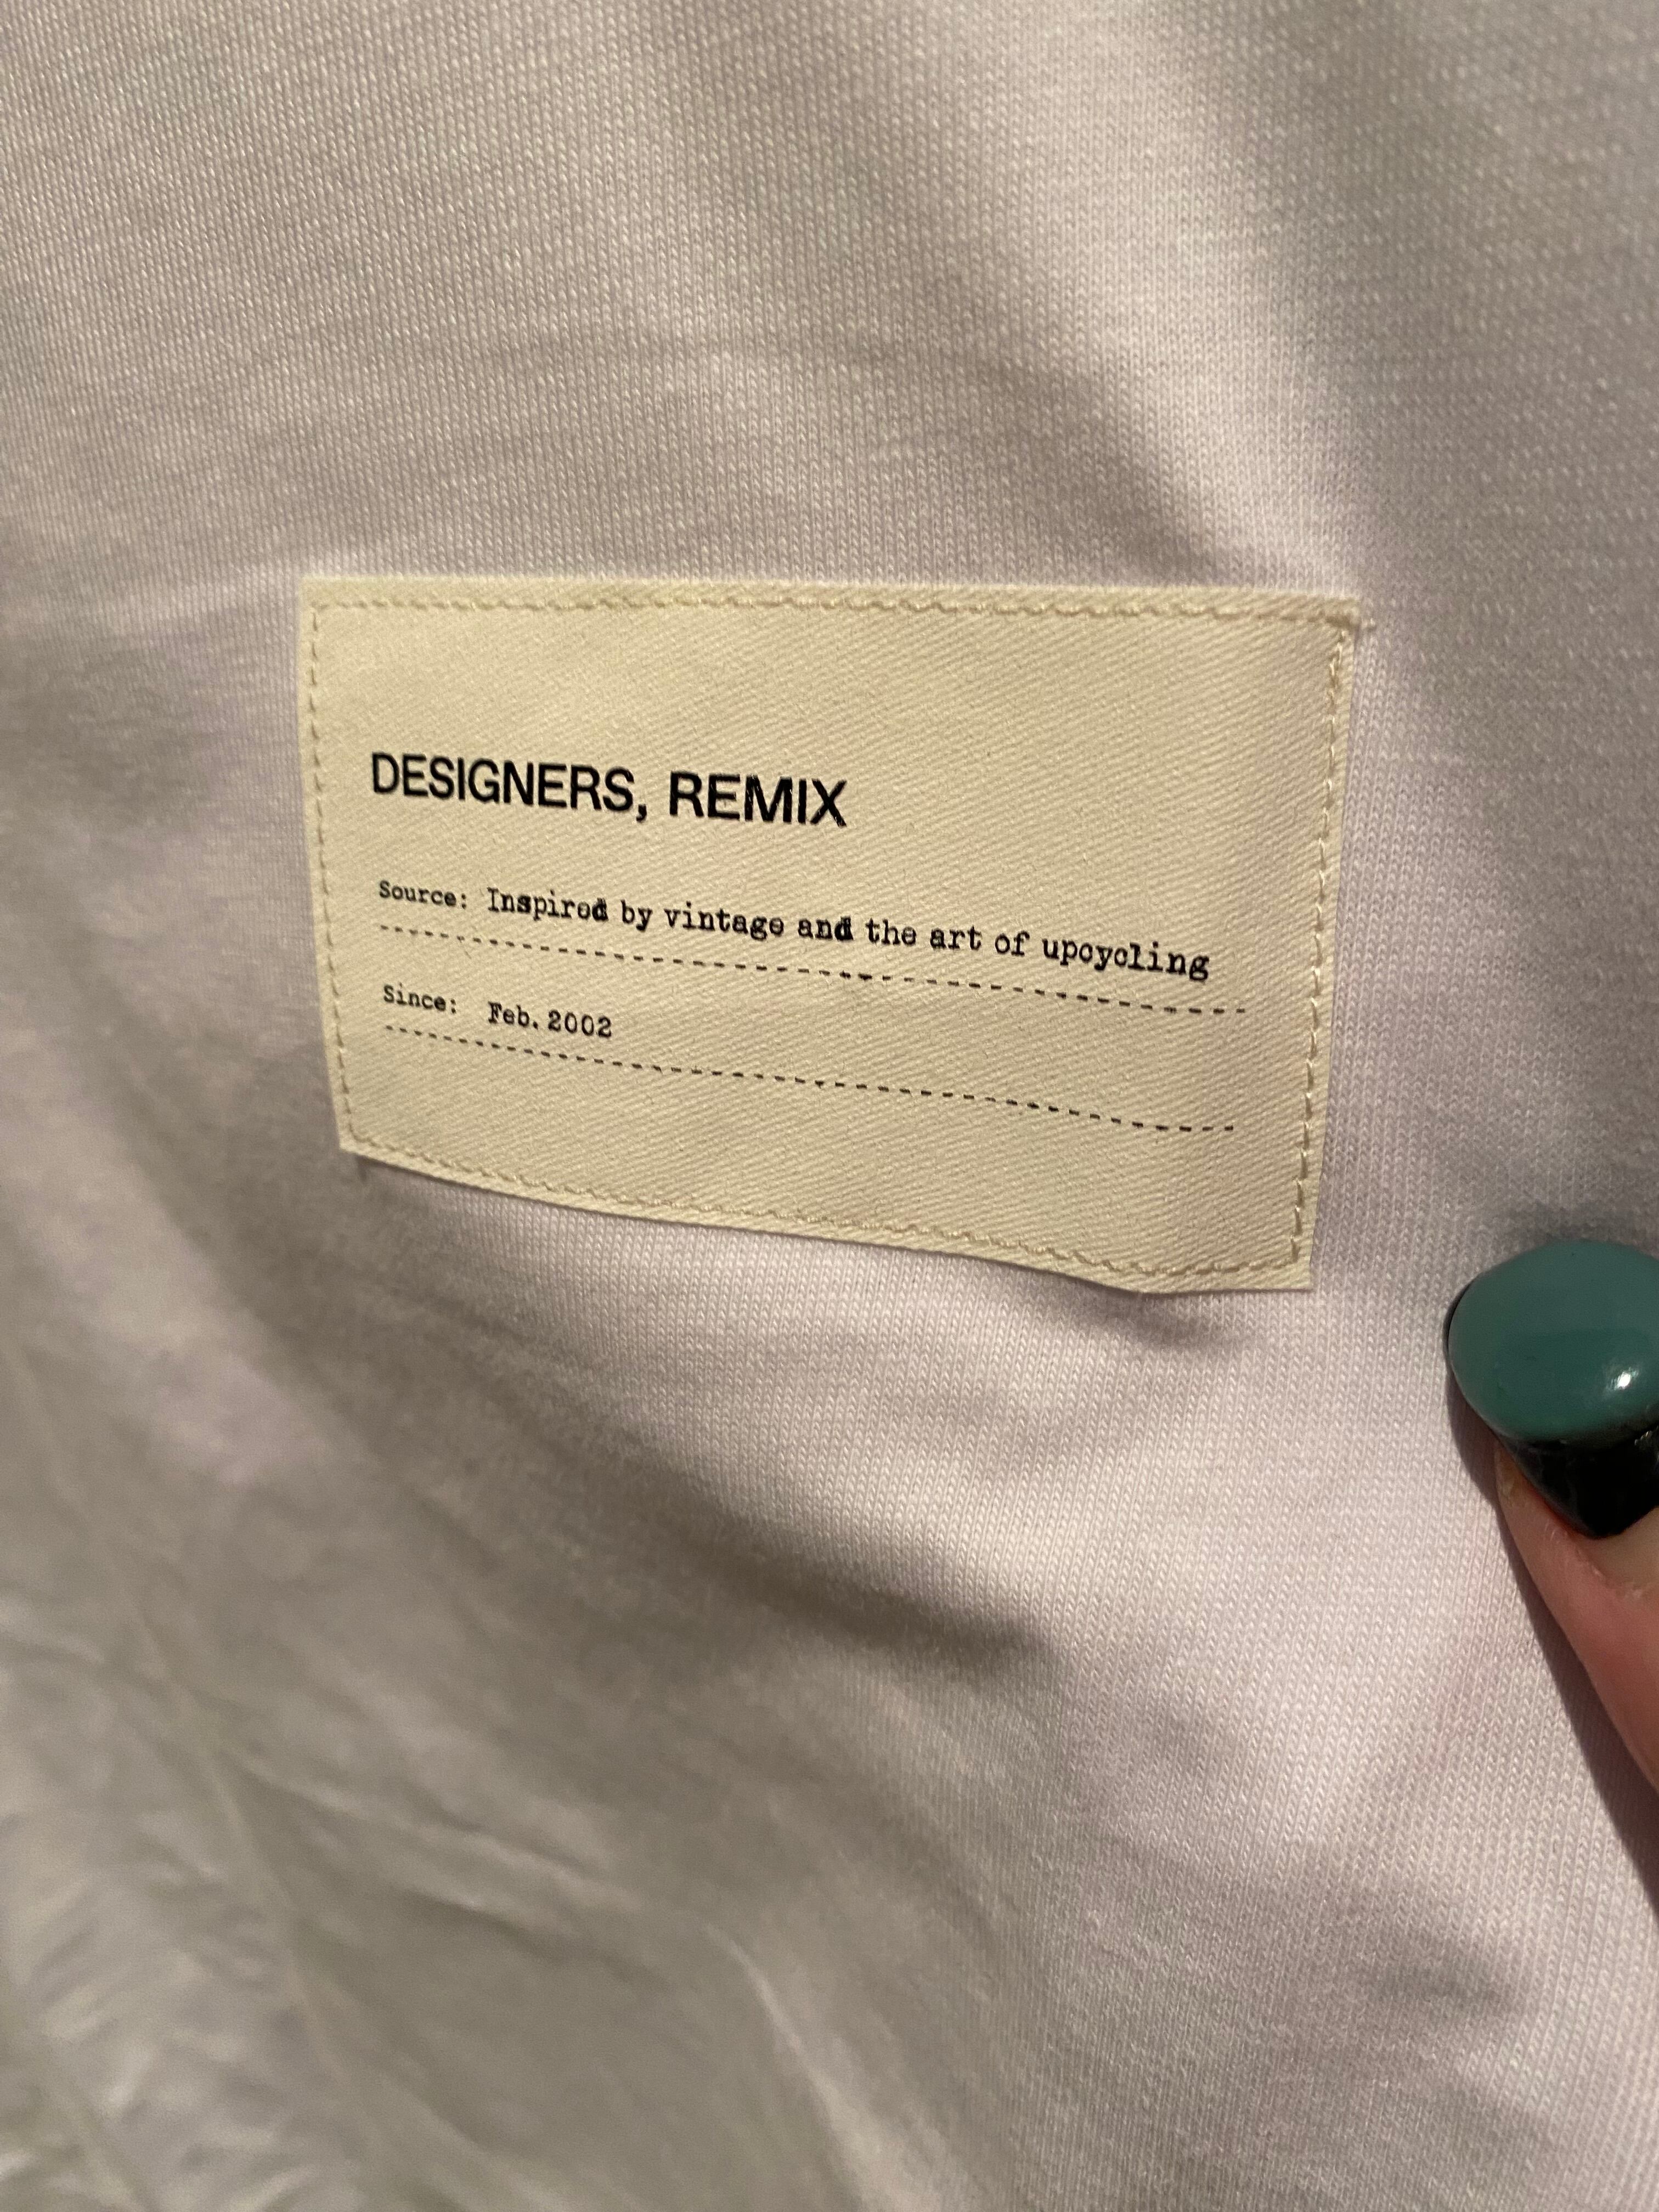 DESIGNERS, REMIX
Source: Inspired by vintage and the art of upcycling
Since: Feb. 2002